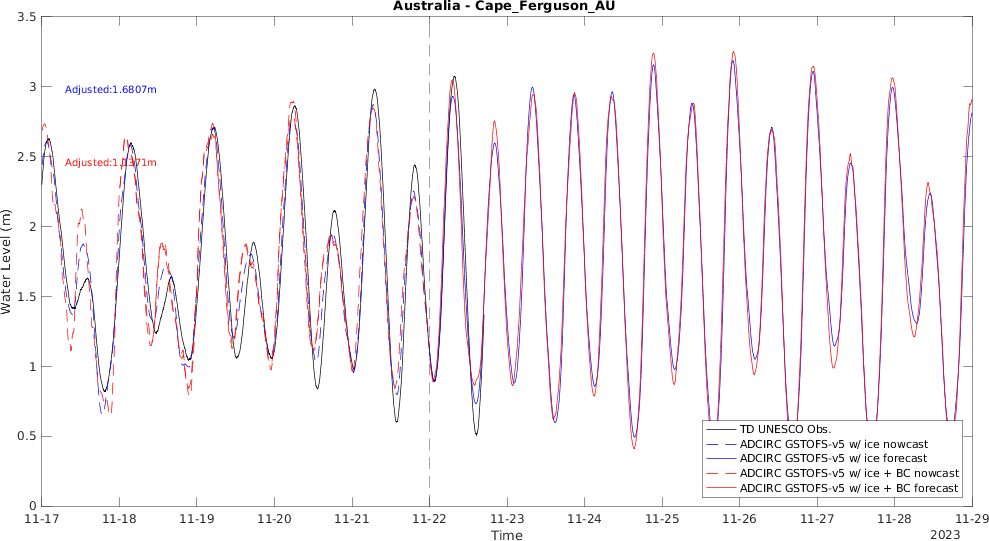 Australia - Cape_Ferguson_AU
3.5
3
2.5
2
1.5
1
0.5
0
Water Level (m)
Adjusted:1.6807m
TD UNESCO Obs.
ADCIRC GSTOFS-v5 w/ ice nowcast
ADCIRC GSTOFS-v5 w/ ice forecast
ADCIRC GSTOFS-v5 w/ ice + BC nowcast
ADCIRC GSTOFS-v5 w/ ice + BC forecast
11-17 11-18 11-19 11-20 11-21 11-22 11-23 11-24 11-25 11-26 11-27 11-28 11-29
Time
2023